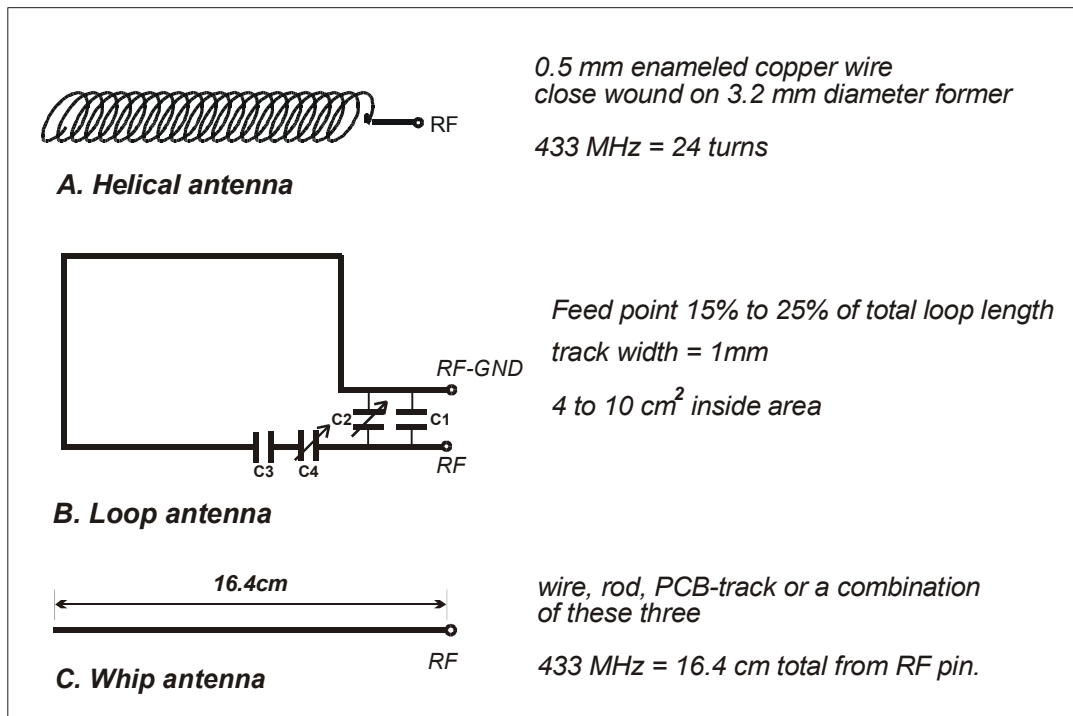 0.5 mm enameled copper wire
close wound on 3.2 mm diameter former
RF
433 MHz = 24 turns
A. Helical antenna
Feed point 15% to 25% of total loop length
track width = 1mm
RF-GND
4 to 10 cm² inside area
C2
C1
C3
C4
RF
B. Loop antenna
16.4cm
wire, rod, PCB-track or a combination
of these three
RF
433 MHz = 16.4 cm total from RF pin.
C. Whip antenna